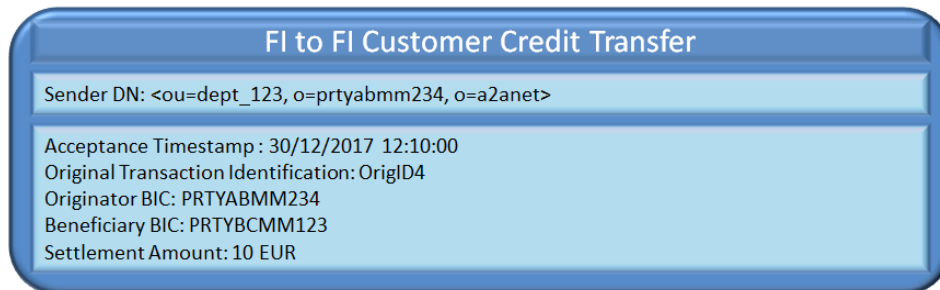 FI to FI Customer Credit Transfer
Sender DN: <ou=dept_123, o=prtyabmm234, o=a2anet>
Acceptance Timestamp : 30/12/2017 12:10:00
Original Transaction Identification: OrigID4
Originator BIC: PRTYABMM234
Beneficiary BIC: PRTYBCMM123
Settlement Amount: 10 EUR